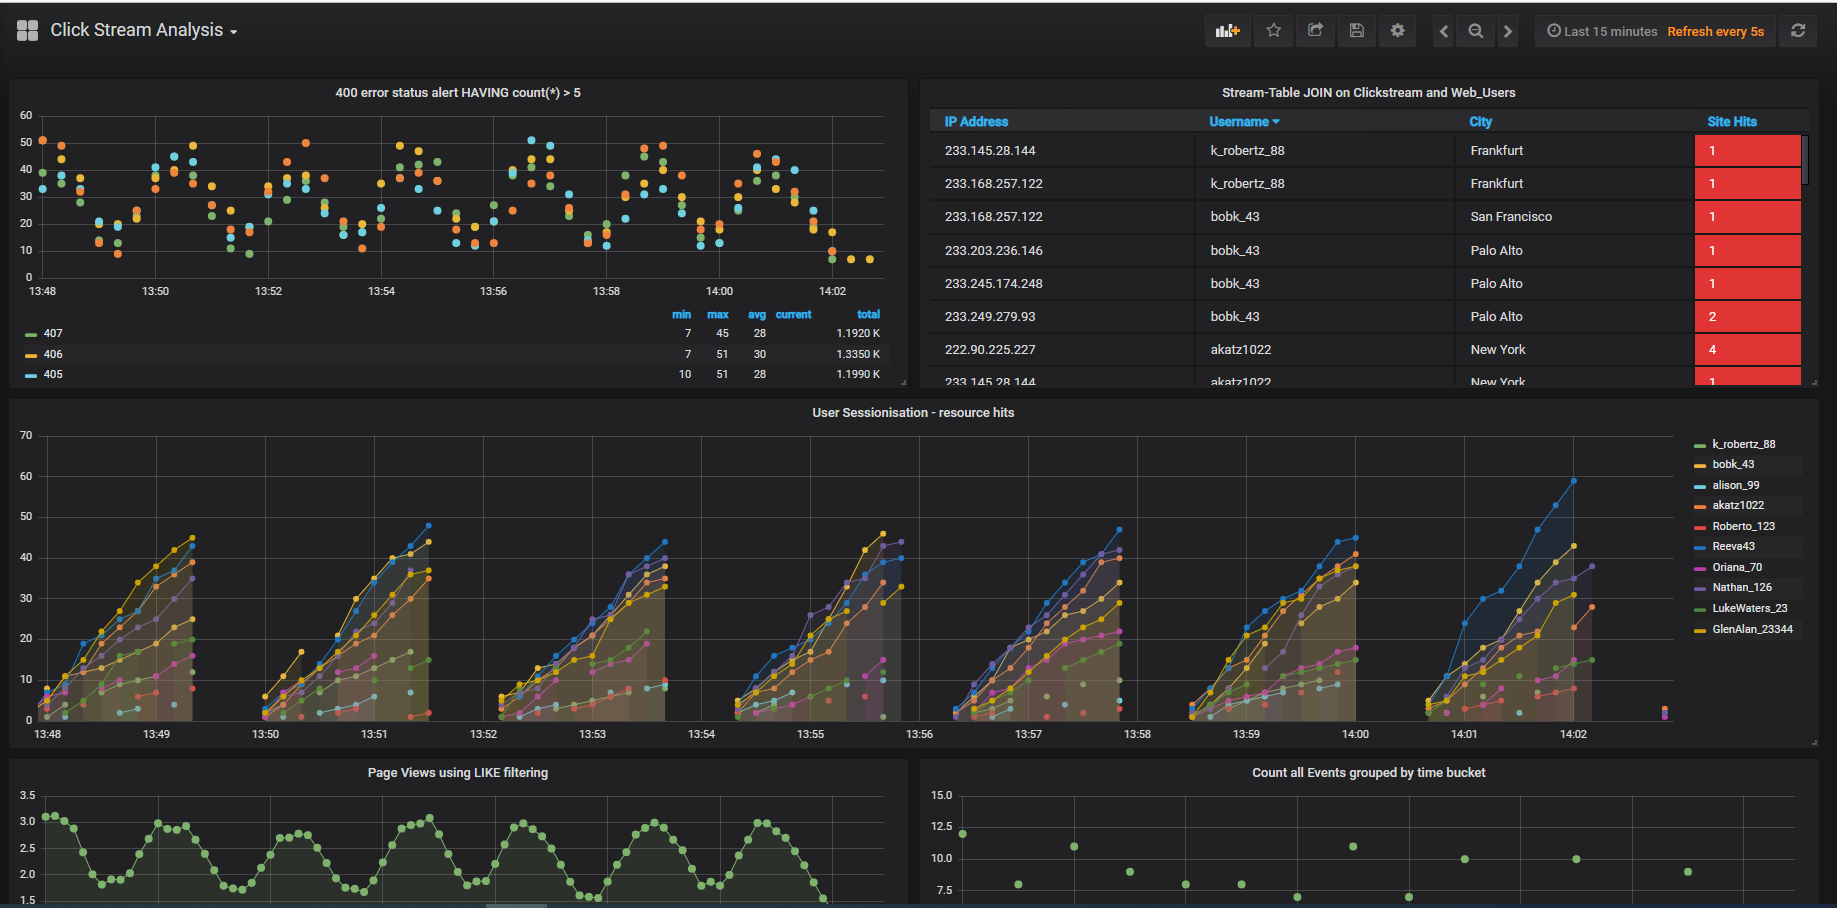 Click Stream Analysis
Last 15 minutes Refresh every 5s
400 error status alert HAVING count(*) > 5
60
50
40
30
20
10
0
13:48 13:50 13:52 13:54 13:56 13:58 14:00 14:02
min max avg current total
407 7 45 28 1.1920 K
406 7 51 30 1.3350 K
405 10 51 28 1.1990 K
Stream-Table JOIN on Clickstream and Web_Users
IP Address Username City Site Hits
233.145.28.144 k_robertz_88 Frankfurt 1
233.168.257.122 k_robertz_88 Frankfurt 1
233.168.257.122 bobk_43 San Francisco 1
233.203.236.146 bobk_43 Palo Alto 1
233.245.174.248 bobk_43 Palo Alto 1
233.249.279.93 bobk_43 Palo Alto 2
222.90.225.227 akatz1022 New York 4
233.145.28.144 akatz1022 New York 1
User Sessionisation - resource hits
70
60
50
40
30
20
10
0
13:48 13:49 13:50 13:51 13:52 13:53 13:54 13:55 13:56 13:57 13:58 13:59 14:00 14:01 14:02
k_robertz_88
bobk_43
alison_99
akatz1022
Roberto_123
Reeva43
Oriana_70
Nathan_126
LukeWaters_23
GlenAlan_23344
Page Views using LIKE filtering
3.5
3.0
2.5
2.0
1.5
Count all Events grouped by time bucket
15.0
12.5
10.0
7.5